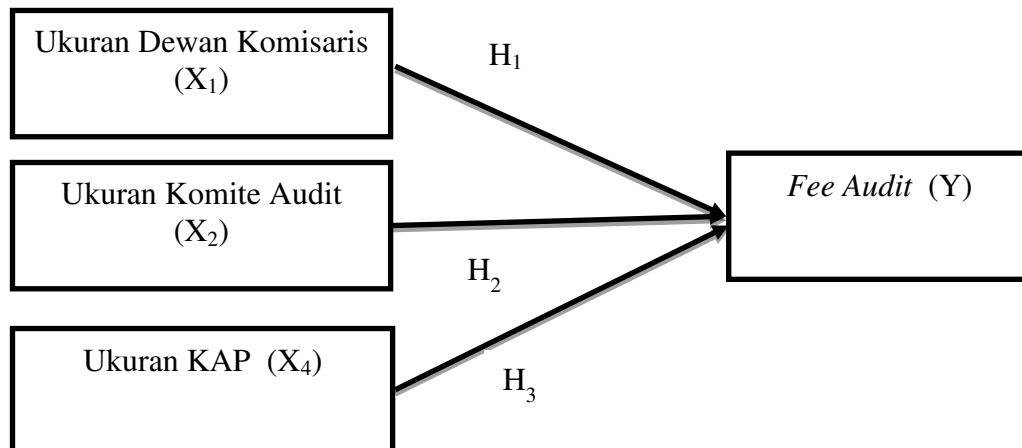 Ukuran Dewan Komisaris
(X₁)
H₁
Ukuran Komite Audit
(X₂)
Fee Audit (Y)
H₂
Ukuran KAP (X₄)
H₃